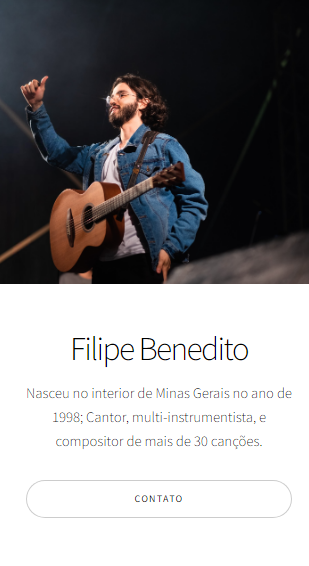 Filipe Benedito
Nasceu no interior de Minas Gerais no ano de
1998; Cantor, multi-instrumentista, e
compositor de mais de 30 canções.
CONTATO